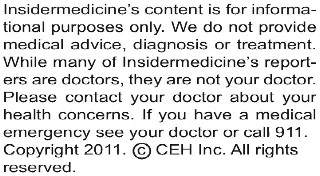 Insidermedicine's content is for informa-
tional purposes only. We do not provide
medical advice, diagnosis or treatment.
While many of Insidermedicine's report-
ers are doctors, they are not your doctor.
Please contact your doctor about your
health concerns. If you have a medical
emergency see your doctor or call 911.
Copyright 2011. © CEH Inc. All rights
reserved.